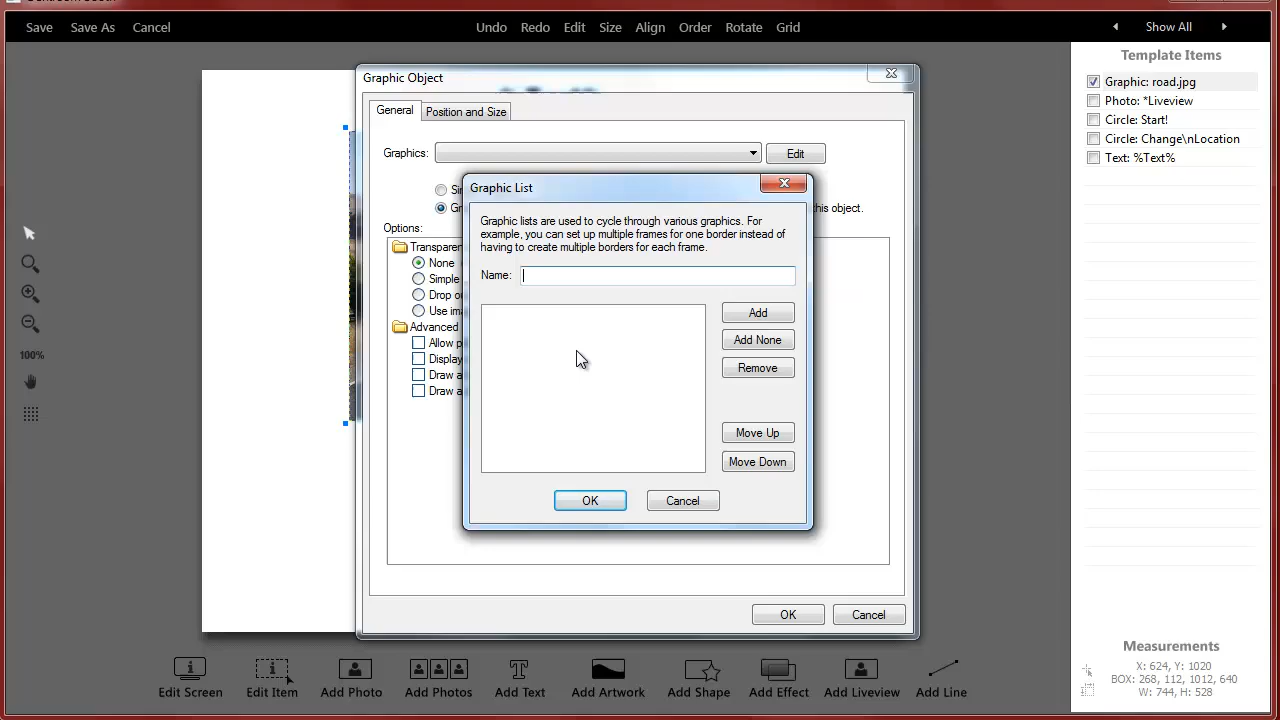 Save
Save As
Cancel
Undo
Redo
Edit
Size
Align
Order
Rotate
Grid
Show All
Template Items
Graphic: road.jpg
Photo: *Liveview
Circle: Start!
Circle: Change\nLocation
Text: %Text%
Graphic Object
General
Position and Size
Graphics:
Edit
this object.
Options:
None
Simple
Advanced
Graphic List
Graphic lists are used to cycle through various graphics. For
example, you can set up multiple frames for one border instead of
having to create multiple borders for each frame.
Name:
Add
Add None
Remove
Move Up
Move Down
OK
Cancel
OK
Cancel
100%
Edit Screen
Edit Item
Add Photo
Add Photos
Add Text
Add Artwork
Add Shape
Add Effect
Add Liveview
Add Line
Measurements
X: 624, Y: 1020
BOX: 268, 112, 1012, 640
W: 744, H: 528